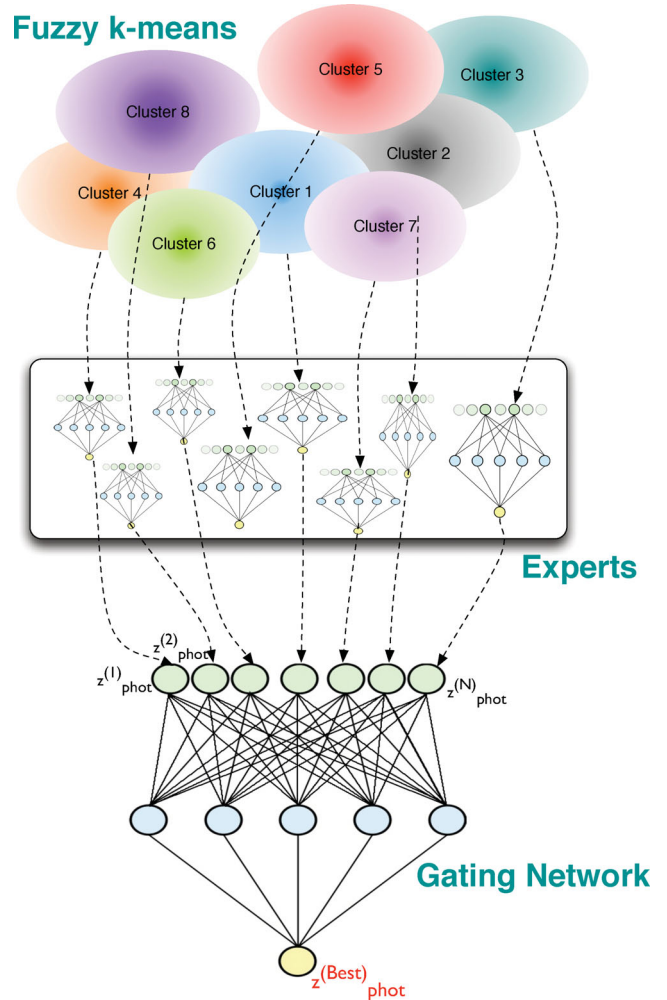 Fuzzy k-means
Cluster 5
Cluster 3
Cluster 8
Cluster 2
Cluster 4
Cluster 1
Cluster 7
Cluster 6
Experts
z(2)phot
z(1)phot
z(N)phot
Gating Network
z(Best)phot